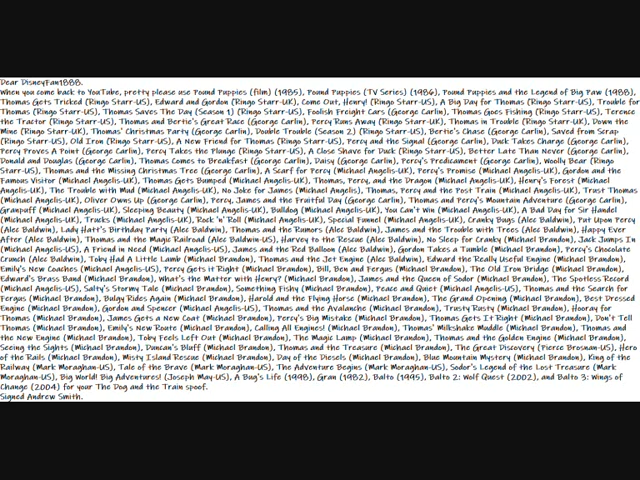 Dear DisneyFan1888.
When you come back to YouTube, pretty please use Pound Puppies (film) (1985), Pound Puppies (TV Series) (1986), Pound Puppies and the Legend of Big Paw (1988),
Thomas Gets Tricked (Ringo Starr-US), Edward and Gordon (Ringo Starr-UK), Come Out, Henry! (Ringo Starr-US), A Big Day for Thomas (Ringo Starr-US), Trouble for
Thomas (Ringo Starr-US), Thomas Saves The Day (Season 1) (Ringo Starr-US), Foolish Freight Cars (George Carlin), Thomas Goes Fishing (Ringo Starr-US), Terence
the Tractor (Ringo Starr-US), Thomas and Bertie's Great Race (George Carlin), Percy Runs Away (Ringo Starr-UK), Thomas in Trouble (Ringo Starr-UK), Down the
Mine (Ringo Starr-UK), Thomas' Christmas Party (George Carlin), Double Trouble (Season 2) (Ringo Starr-US), Bertie's Chase (George Carlin), Saved from Scrap
(Ringo Starr-US), Old Iron (Ringo Starr-UK), A New Friend for Thomas (Ringo Starr-US), Percy and the Signal (George Carlin), Duck Takes Charge (George Carlin),
Percy Proves A Point (George Carlin), Percy Takes the Plunge (Ringo Starr-US), A Close Shave for Duck (Ringo Starr-US), Better Late Than Never (George Carlin),
Donald and Douglas (George Carlin), Thomas Comes to Breakfast (George Carlin), Daisy (George Carlin), Percy's Predicament (George Carlin), Woolly Bear (Ringo
Starr-US), Thomas and the Missing Christmas Tree (George Carlin), A Scarf for Percy (Michael Angelis-UK), Percy's Promise (Michael Angelis-UK), Gordon and the
Famous Visitor (Michael Angelis-UK), Thomas Gets Bumped (Michael Angelis-UK), Thomas, Percy, and the Dragon (Michael Angelis-UK), Henry's Forest (Michael
Angelis-UK), The Trouble with Mud (Michael Angelis-UK), No Joke for James (Michael Angelis), Thomas, Percy and the Post Train (Michael Angelis-UK), Trust Thomas
(Michael Angelis-UK), Oliver Owns Up (George Carlin), Percy, James and the Fruitful Day (George Carlin), Thomas and Percy's Mountain Adventure (George Carlin),
Granpuff (Michael Angelis-UK), Sleeping Beauty (Michael Angelis-UK), Bulldog (Michael Angelis-UK), You Can't Win (Michael Angelis-UK), A Bad Day for Sir Handel
(Michael Angelis-UK), Trucks (Michael Angelis-UK), Rock 'n' Roll (Michael Angelis-UK), Special Funnel (Michael Angelis-UK), Cranky Bugs (Alec Baldwin), Put Upon Percy
(Alec Baldwin), Lady Hatt's Birthday Party (Alec Baldwin), Thomas and the Rumors (Alec Baldwin), James and the Trouble with Trees (Alec Baldwin), Happy Ever
After (Alec Baldwin), Thomas and the Magic Railroad (Alec Baldwin-US), Harvey to the Rescue (Alec Baldwin), No Sleep for Cranky (Michael Brandon), Jack Jumps In
(Michael Angelis-US), A Friend in Need (Michael Angelis-US), James and the Red Balloon (Alec Baldwin), Gordon Takes a Tumble (Michael Brandon), Percy's Chocolate
Crunch (Alec Baldwin), Toby Had A Little Lamb (Michael Brandon), Thomas and the Jet Engine (Alec Baldwin), Edward the Really Useful Engine (Michael Brandon),
Emily's New Coaches (Michael Angelis-US), Percy Gets it Right (Michael Brandon), Bill, Ben and Fergus (Michael Brandon), The Old Iron Bridge (Michael Brandon),
Edward's Brass Band (Michael Brandon), What's the Matter with Henry? (Michael Brandon), James and the Queen of Sodor (Michael Brandon), The Spotless Record
(Michael Angelis-US), Salty's Stormy Tale (Michael Brandon), Something Fishy (Michael Brandon), Peace and Quiet (Michael Angelis-US), Thomas and the Search for
Fergus (Michael Brandon), Bulgy Rides Again (Michael Brandon), Harold and the Flying Horse (Michael Brandon), The Grand Opening (Michael Brandon), Best Dressed
Engine (Michael Brandon), Gordon and Spencer (Michael Angelis-US), Thomas and the Avalanche (Michael Brandon), Trusty Rusty (Michael Brandon), Hooray for
Thomas (Michael Brandon), James Gets a New Coat (Michael Brandon), Percy's Big Mistake (Michael Brandon), Thomas Gets It Right (Michael Brandon), Don't Tell
Thomas (Michael Brandon), Emily's New Route (Michael Brandon), Calling All Engines! (Michael Brandon), Thomas' Milkshake Muddle (Michael Brandon), Thomas and
the New Engine (Michael Brandon), Toby Feels Left Out (Michael Brandon), The Magic Lamp (Michael Brandon), Thomas and the Golden Engine (Michael Brandon),
Seeing the Sights (Michael Brandon), Duncan's Bluff (Michael Brandon), Thomas and the Treasure (Michael Brandon), The Great Discovery (Pierce Brosnan-US), Hero
of the Rails (Michael Brandon), Misty Island Rescue (Michael Brandon), Day of the Diesels (Michael Brandon), Blue Mountain Mystery (Michael Brandon), King of the
Railway (Mark Moraghan-US), Tale of the Brave (Mark Moraghan-US), The Adventure Begins (Mark Moraghan-US), Sodor's Legend of the Lost Treasure (Mark
Moraghan-US), Big World! Big Adventures! (Joseph May-US), A Bug's Life (1998), Gran (1982), Balto (1995), Balto 2: Wolf Quest (2002), and Balto 3: Wings of
Change (2004) for your The Dog and the Train spoof.
Signed Andrew Smith.